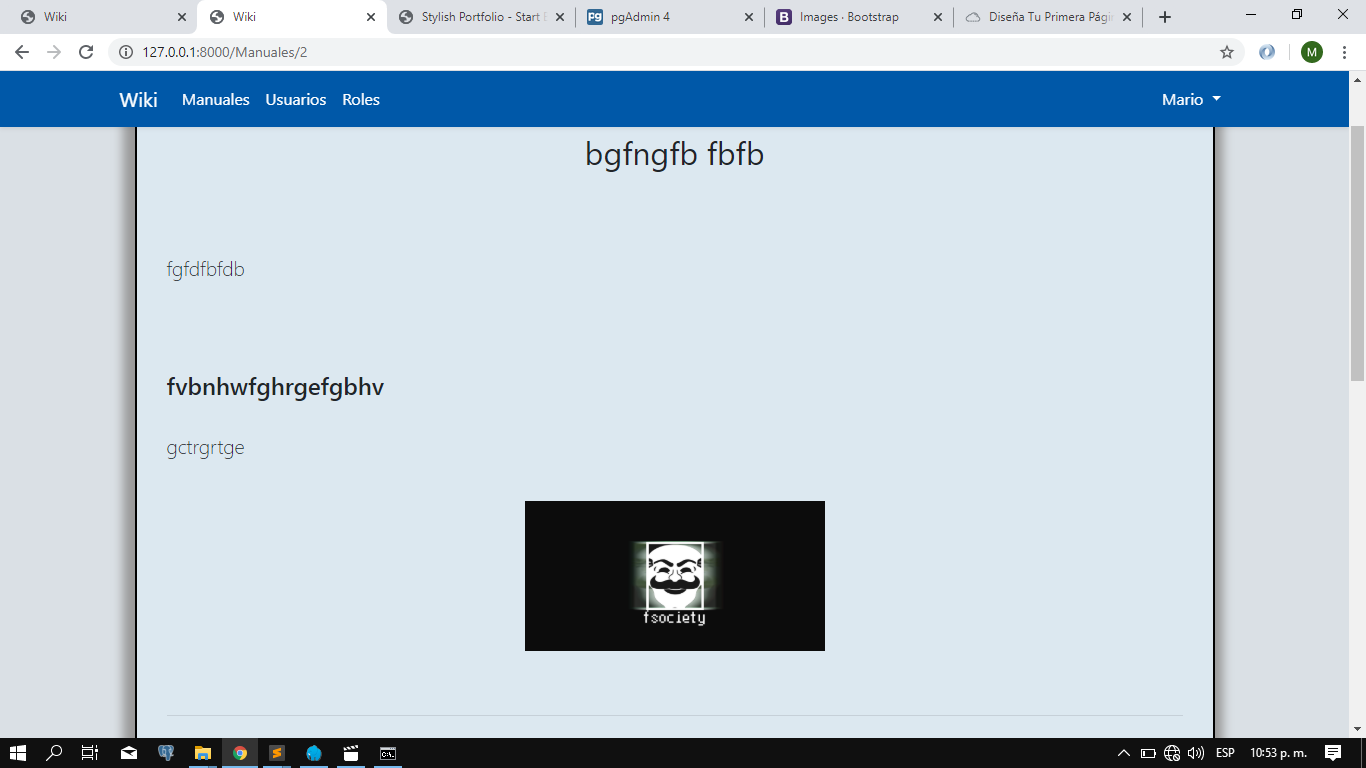 Wiki
Wiki
Stylish Portfolio - Start
pgAdmin 4
Images · Bootstrap
Diseña Tu Primera Págin
127.0.0.1:8000/Manuales/2
M
Wiki Manuales Usuarios Roles
Mario
bgfngfb fbfb
fgfdfbfdb
fvbnhwfghrgefgbhv
gctrgrtge
fsociety
ESP
10:53 p. m.